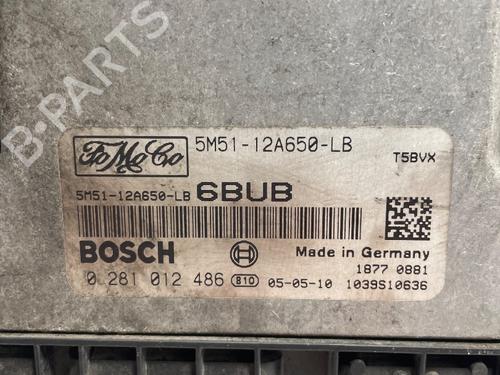 B-PARTS
FoMoCo
5M51-12A650-LB
T5BVX
5M51-12A650-LB 6BUB
BOSCH
Made in Germany
0 281 012 486 B10 05-05-10
1877 0881
1039S10636